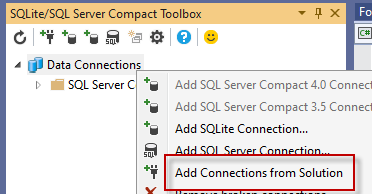 SQLite/SQL Server Compact Toolbox
Data Connections
SQL Server C
Add SQL Server Compact 4.0 Connect
Add SQL Server Compact 3.5 Connect
Add SQLite Connection...
Add SQL Server Connection...
Add Connections from Solution
Remove broken connections
Fo
C#